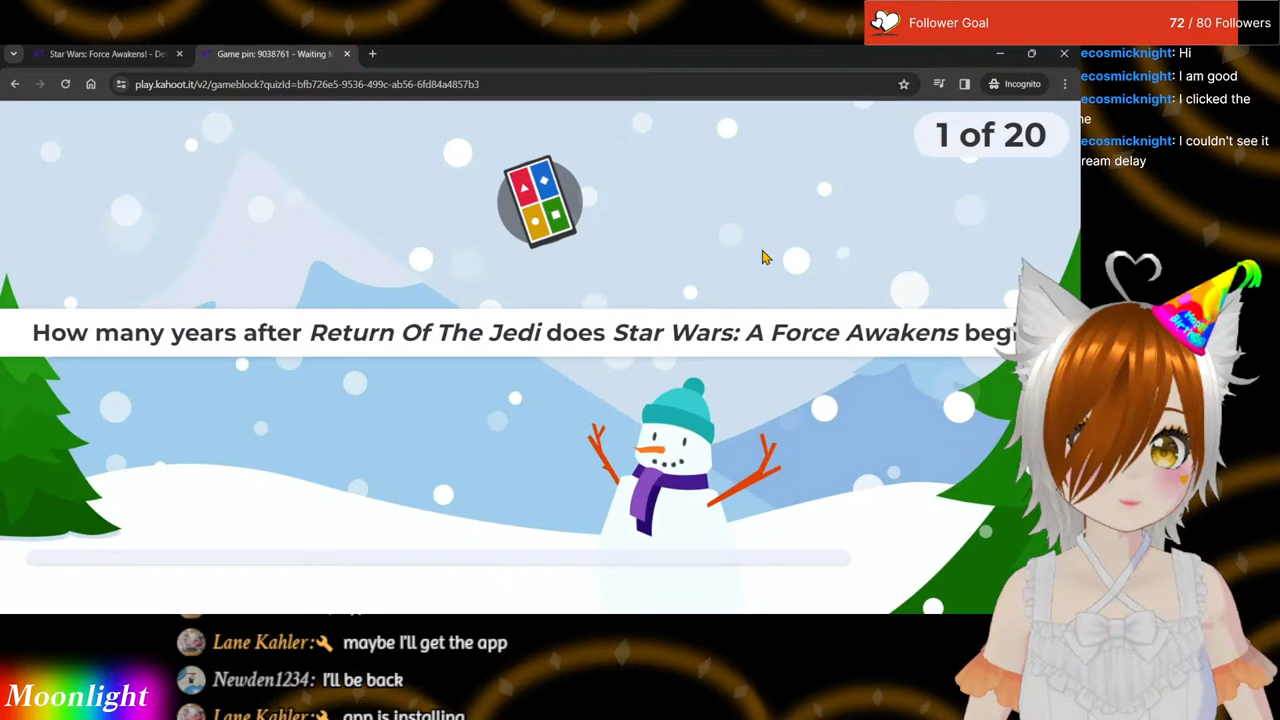 Follower Goal 72 / 80 Followers
Star Wars: Force Awakens! - De
Game pin: 9038761 - Waiting f
play.kahoot.it/v2/gameblock?quizId=bfb726e5-9536-499c-ab56-6fd84a4857b3
Incognito
ecosmicknight: Hi
ecosmicknight: I am good
ecosmicknight: I clicked the
ne
ecosmicknight: I couldn't see it
ream delay
1 of 20
How many years after Return Of The Jedi does Star Wars: A Force Awakens begi
Lane Kahler: maybe I'll get the app
Newden1234: I'll be back
Lane Kahler: app is installing
Moonlight